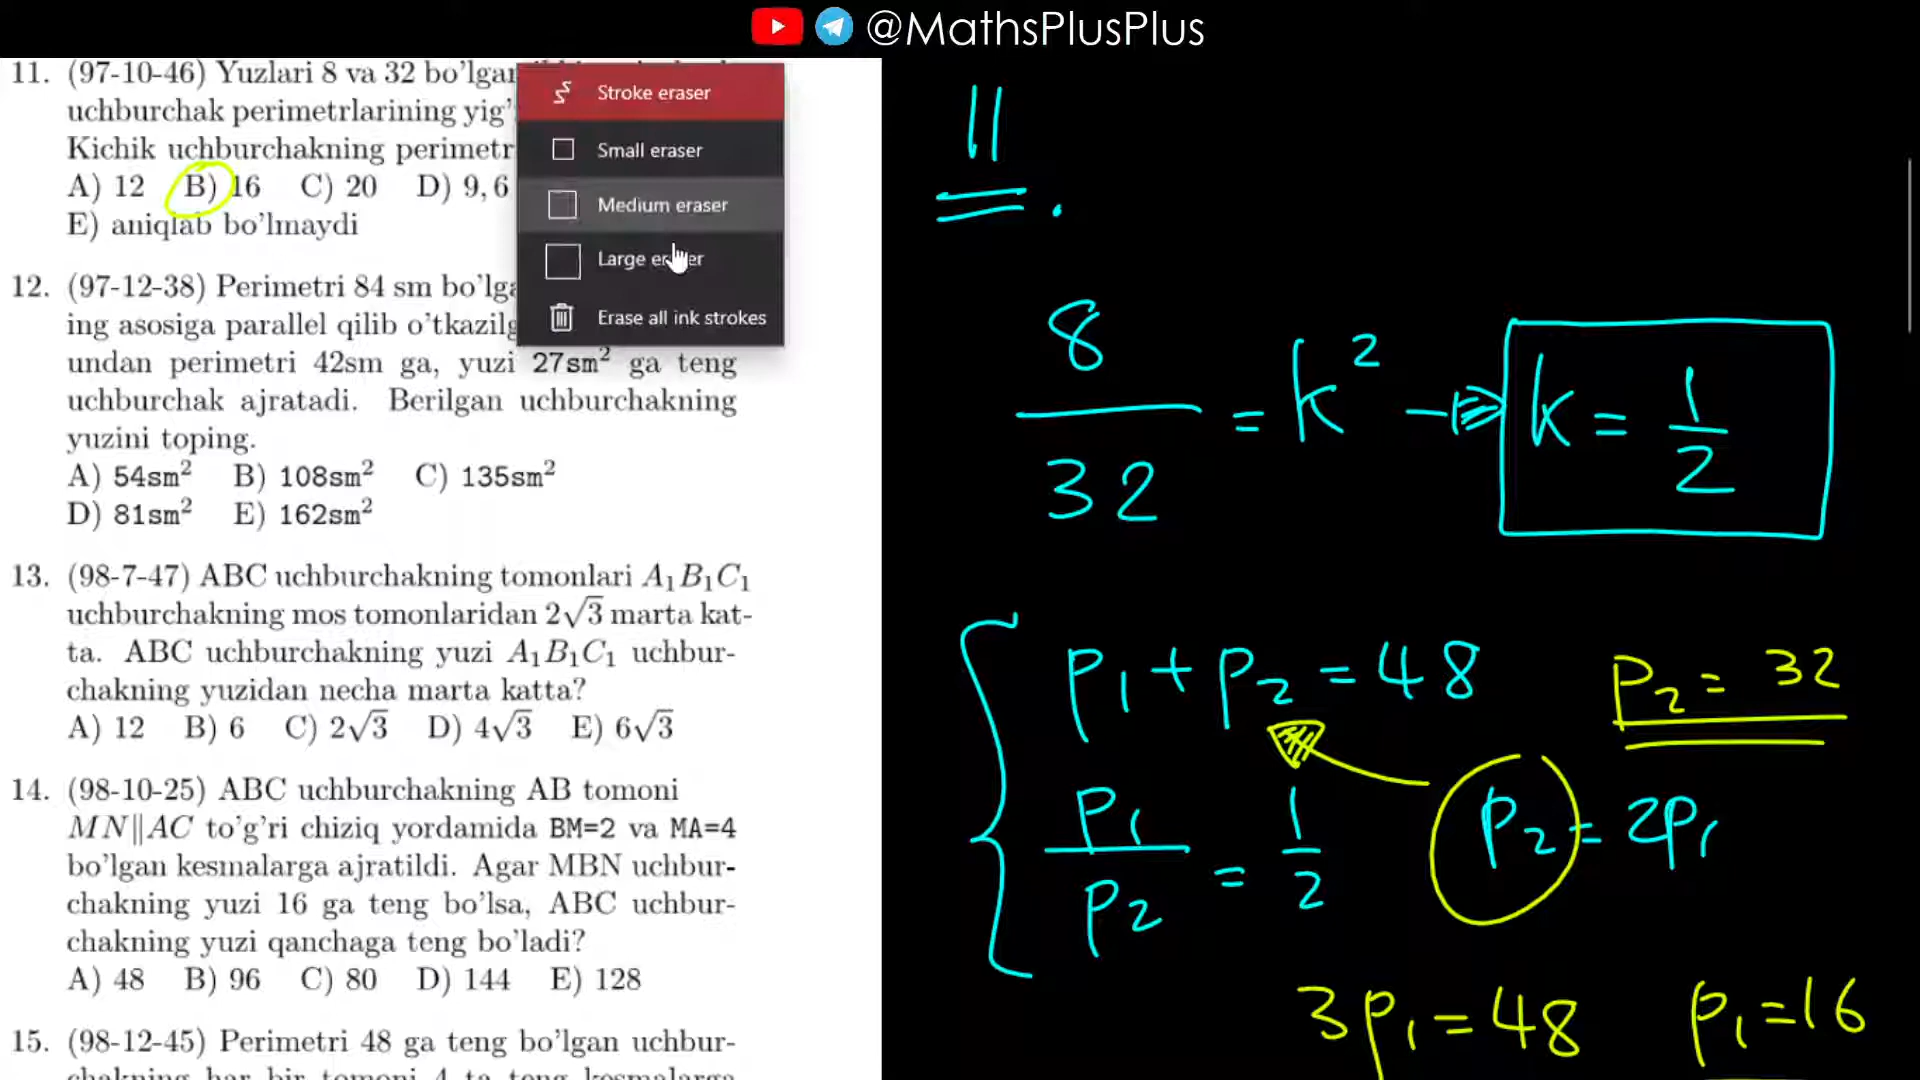 @MathsPlusPlus
11. (97-10-46) Yuzlari 8 va 32 bo'lgan
uchburchak perimetrlarining yig'
Kichik uchburchakning perimetr
A) 12 B) 16 C) 20 D) 9,6
E) aniqlab bo'lmaydi
Stroke eraser
Small eraser
Medium eraser
Large eraser
Erase all ink strokes
12. (97-12-38) Perimetri 84 sm bo'lga
ing asosiga parallel qilib o'tkazilg
undan perimetri 42sm ga, yuzi 27sm² ga teng
uchburchak ajratadi. Berilgan uchburchakning
yuzini toping.
A) 54sm² B) 108sm² C) 135sm²
D) 81sm² E) 162sm²
13. (98-7-47) ABC uchburchakning tomonlari A₁B₁C₁
uchburchakning mos tomonlaridan 2√3 marta kat-
ta. ABC uchburchakning yuzi A₁B₁C₁ uchbur-
chakning yuzidan necha marta katta?
A) 12 B) 6 C) 2√3 D) 4√3 E) 6√3
14. (98-10-25) ABC uchburchakning AB tomoni
MN∥AC to'g'ri chiziq yordamida BM=2 va MA=4
bo'lgan kesmalarga ajratildi. Agar MBN uchbur-
chakning yuzi 16 ga teng bo'lsa, ABC uchbur-
chakning yuzi qanchaga teng bo'ladi?
A) 48 B) 96 C) 80 D) 144 E) 128
15. (98-12-45) Perimetri 48 ga teng bo'lgan uchbur-
chakning har bir tomoni 4 ta teng kesmalarga
11.
8/32 = k² → k = 1/2
P₁ + P₂ = 48 P₂ = 32
P₁/P₂ = 1/2 P₂ = 2P₁
3P₁ = 48 P₁ = 16